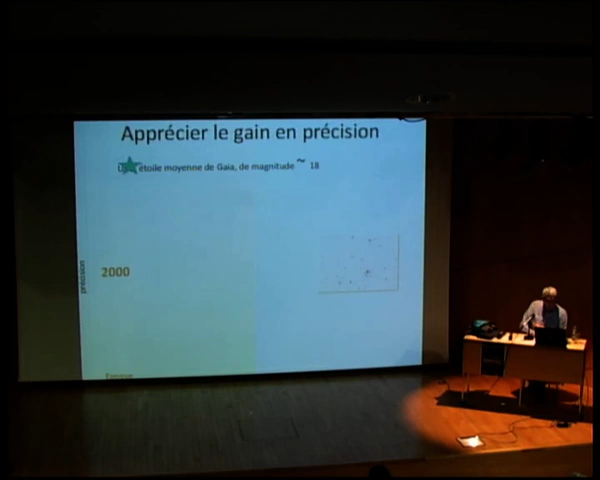 Apprécier le gain en précision
étoile moyenne de Gaia, de magnitude ~ 18
précision
2000